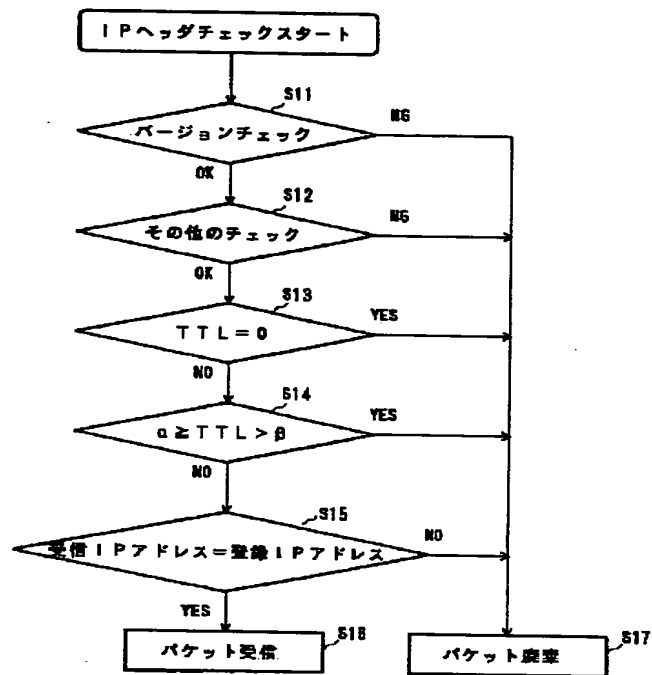 IPヘッダチェックスタート
S11
バージョンチェック
NG
OK
S12
その他のチェック
NG
OK
S13
TTL=0
YES
NO
S14
α≧TTL>β
YES
NO
S15
受信IPアドレス=登録IPアドレス
NO
YES
パケット受信
S16
パケット廃棄
S17